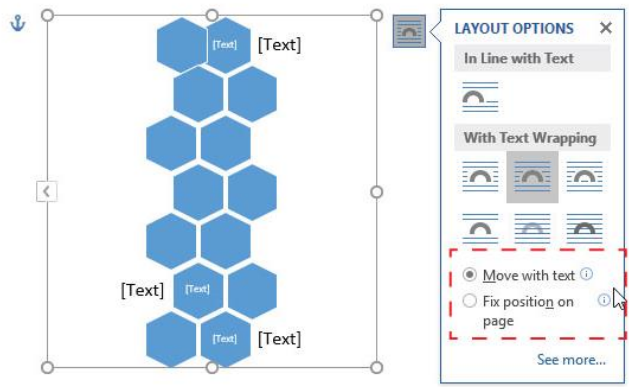 [Text] [Text]
[Text] [Text]
[Text] [Text]
LAYOUT OPTIONS
In Line with Text
With Text Wrapping
Move with text
Fix position on
page
See more...